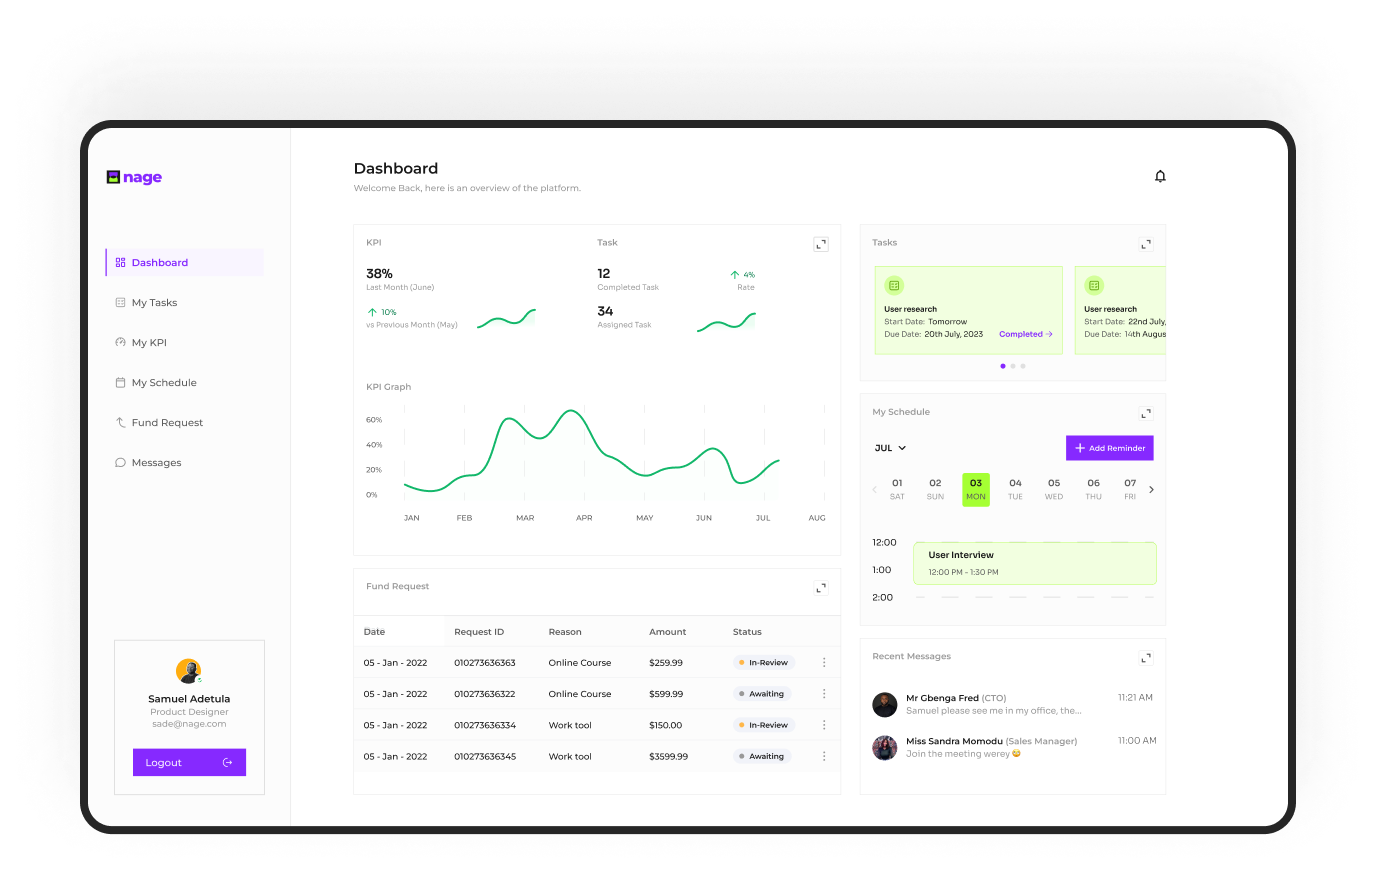 nage
Dashboard
My Tasks
My KPI
My Schedule
Fund Request
Messages
Samuel Adetula
Product Designer
sade@nage.com
Logout
Dashboard
Welcome Back, here is an overview of the platform.
KPI
38%
Last Month (June)
10%
vs Previous Month (May)
Task
12
Completed Task
4%
Rate
34
Assigned Task
KPI Graph
60%
40%
20%
0%
JAN FEB MAR APR MAY JUN JUL AUG
Fund Request
Date Request ID Reason Amount Status
05 - Jan - 2022 010273636363 Online Course $259.99 In-Review
05 - Jan - 2022 010273636322 Online Course $599.99 Awaiting
05 - Jan - 2022 010273636334 Work tool $150.00 In-Review
05 - Jan - 2022 010273636345 Work tool $3599.99 Awaiting
Tasks
User research
Start Date: Tomorrow
Due Date: 20th July, 2023 Completed
User research
Start Date: 22nd July,
Due Date: 14th Augus
My Schedule
JUL
Add Reminder
01 02 03 04 05 06 07
SAT SUN MON TUE WED THU FRI
12:00
1:00
2:00
User Interview
12:00 PM - 1:30 PM
Recent Messages
Mr Gbenga Fred (CTO) 11:21 AM
Samuel please see me in my office, the...
Miss Sandra Momodu (Sales Manager) 11:00 AM
Join the meeting werey 😄